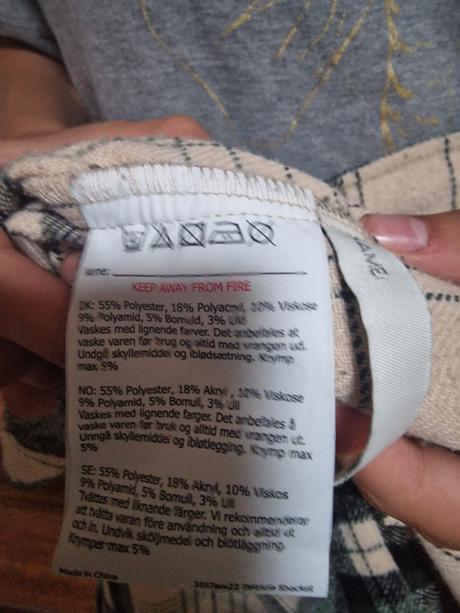 Name:
KEEP AWAY FROM FIRE
DK: 55% Polyester, 18% Polyacryl, 10% Viskose
9% Polyamid, 5% Bomuld, 3% Uld
Vaskes med lignende farver. Det anbefales at
vaske varen før brug og altid med vrangen ud.
Undgå skyllemiddel og iblødsætning. Krymp
max 5%
NO: 55% Polyester, 18% Akryl, 10% Viskose
9% Polyamid, 5% Bomull, 3% Ull
Vaskes med lignende farger. Det anbefales å
vaske varen før bruk og alltid med vrangen ut.
Unngå skyllemiddel og ibløtlegging. Krymp max
5%
SE: 55% Polyester, 18% Akryl, 10% Viskos
9% Polyamid, 5% Bomull, 3% Ull
Tvättas med liknande färger. Vi rekommenderar
att tvätta varan före användning och alltid ut
och in. Undvik sköljmedel och blötläggning.
Krymper max 5%
Made in China
3557aw22 Patricia Shacket
AME